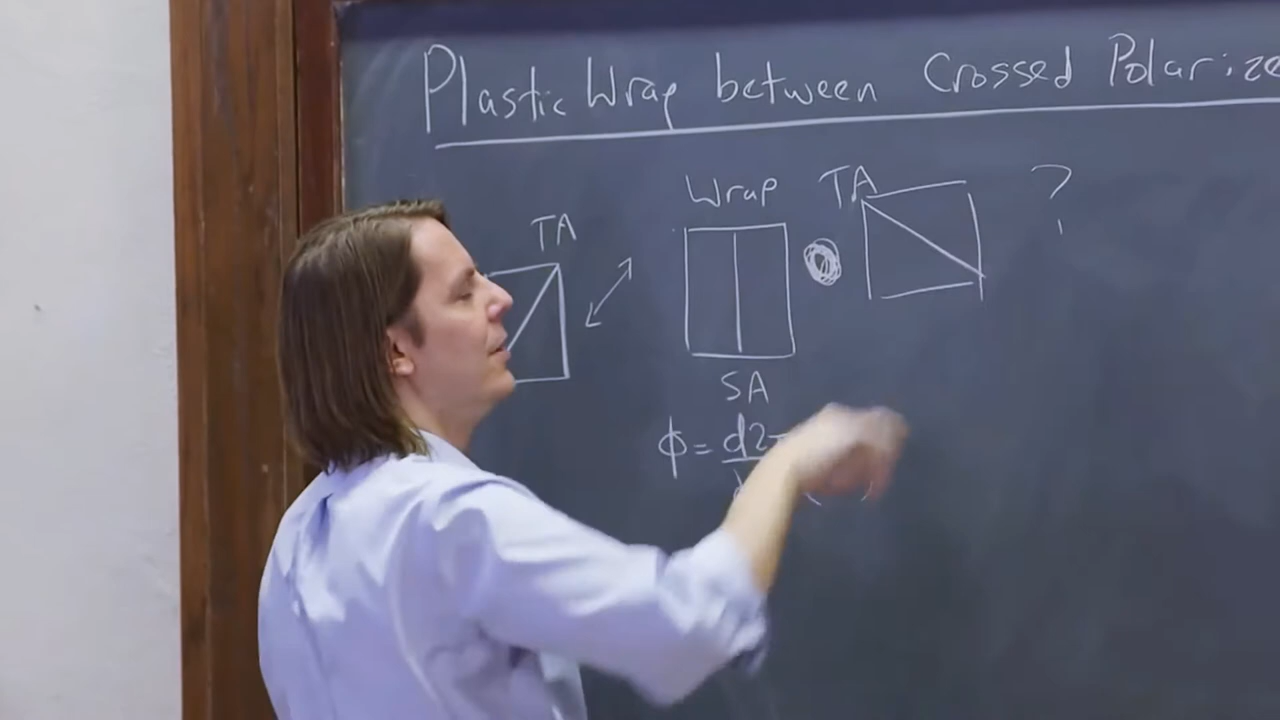 Plastic Wrap between Crossed Polarize
TA Wrap TA ?
SA
ϕ = d2